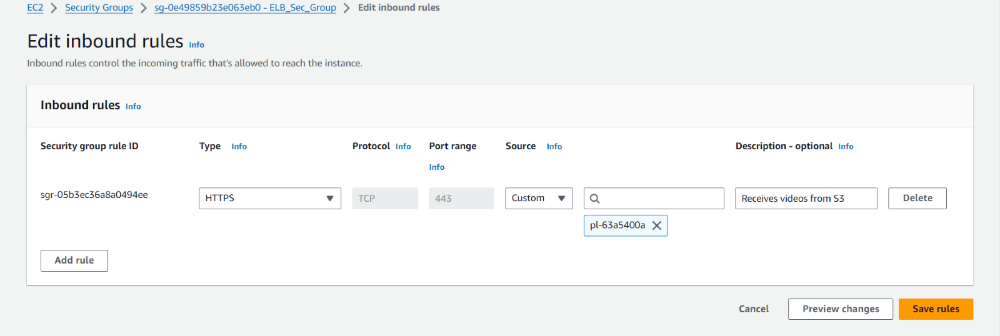 EC2 > Security Groups > sg-0e49859b23e063eb0 - ELB_Sec_Group > Edit inbound rules
Edit inbound rules Info
Inbound rules control the incoming traffic that's allowed to reach the instance.
Inbound rules Info
Security group rule ID Type Info Protocol Info Port range Source Info Description - optional Info
Info
sgr-05b3ec36a8a0494ee HTTPS TCP 443 Custom Receives videos from S3 Delete
pl-63a5400a
Add rule
Cancel Preview changes Save rules